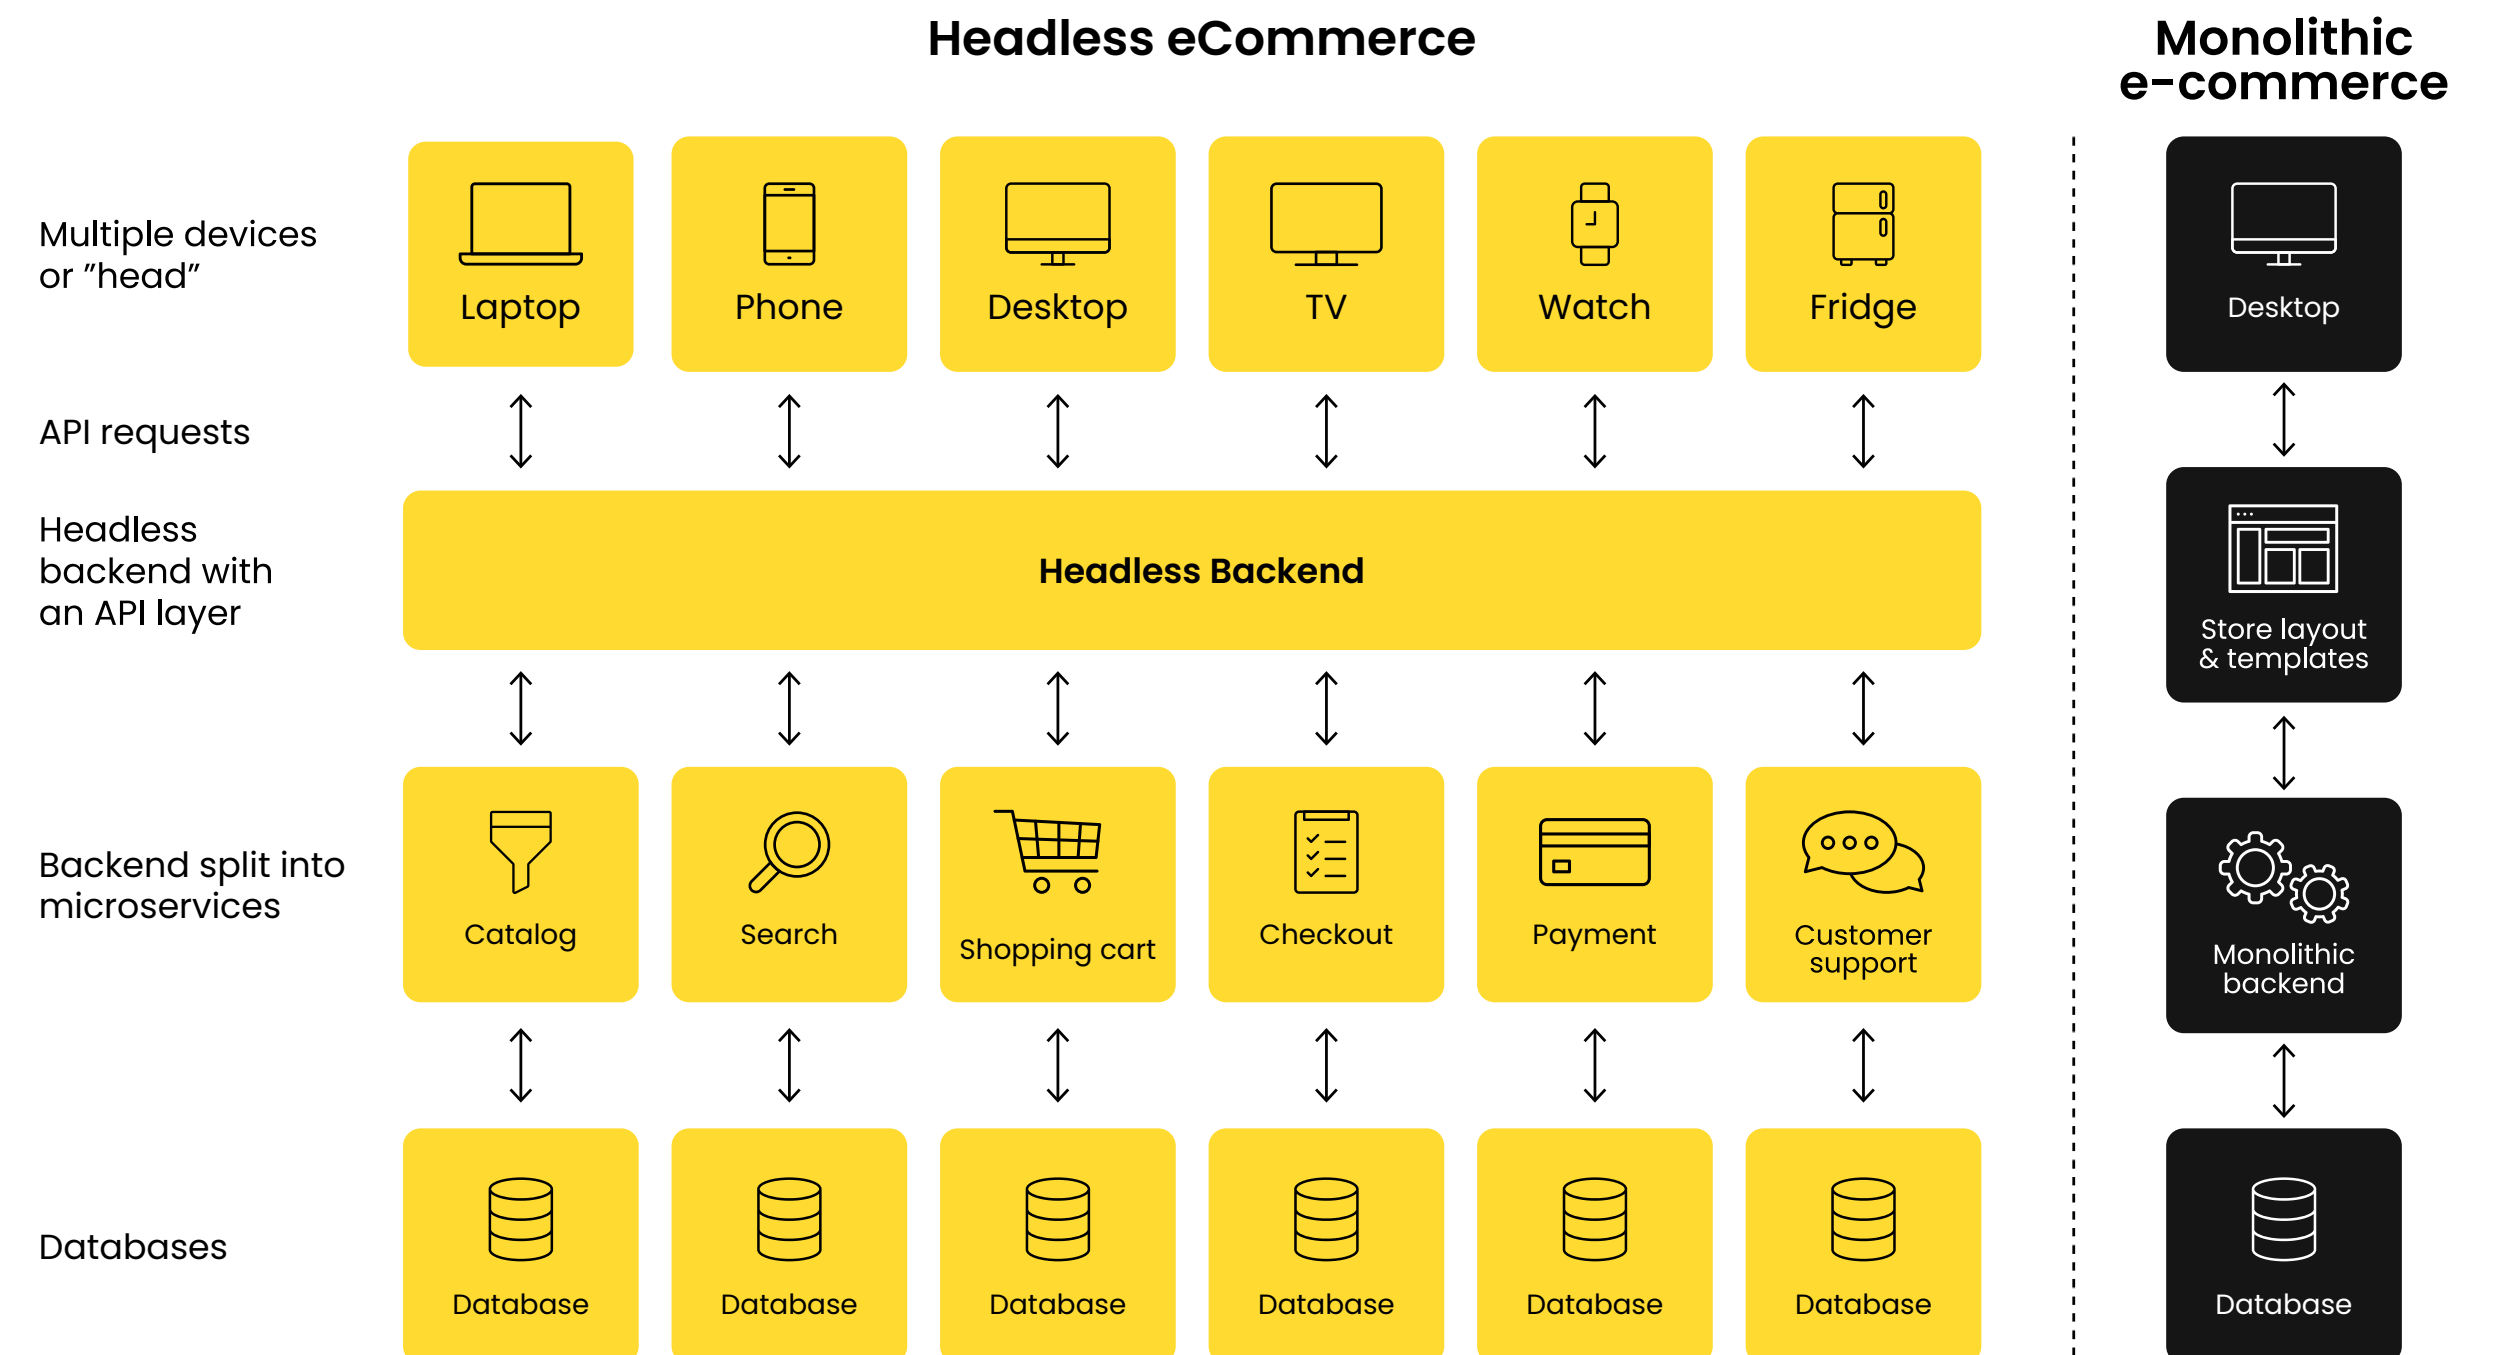 Headless eCommerce
Monolithic
e-commerce
Multiple devices
or ”head”
Laptop
Phone
Desktop
TV
Watch
Fridge
Desktop
API requests
Headless
backend with
an API layer
Headless Backend
Store layout
& templates
Backend split into
microservices
Catalog
Search
Shopping cart
Checkout
Payment
Customer
support
Monolithic
backend
Databases
Database
Database
Database
Database
Database
Database
Database